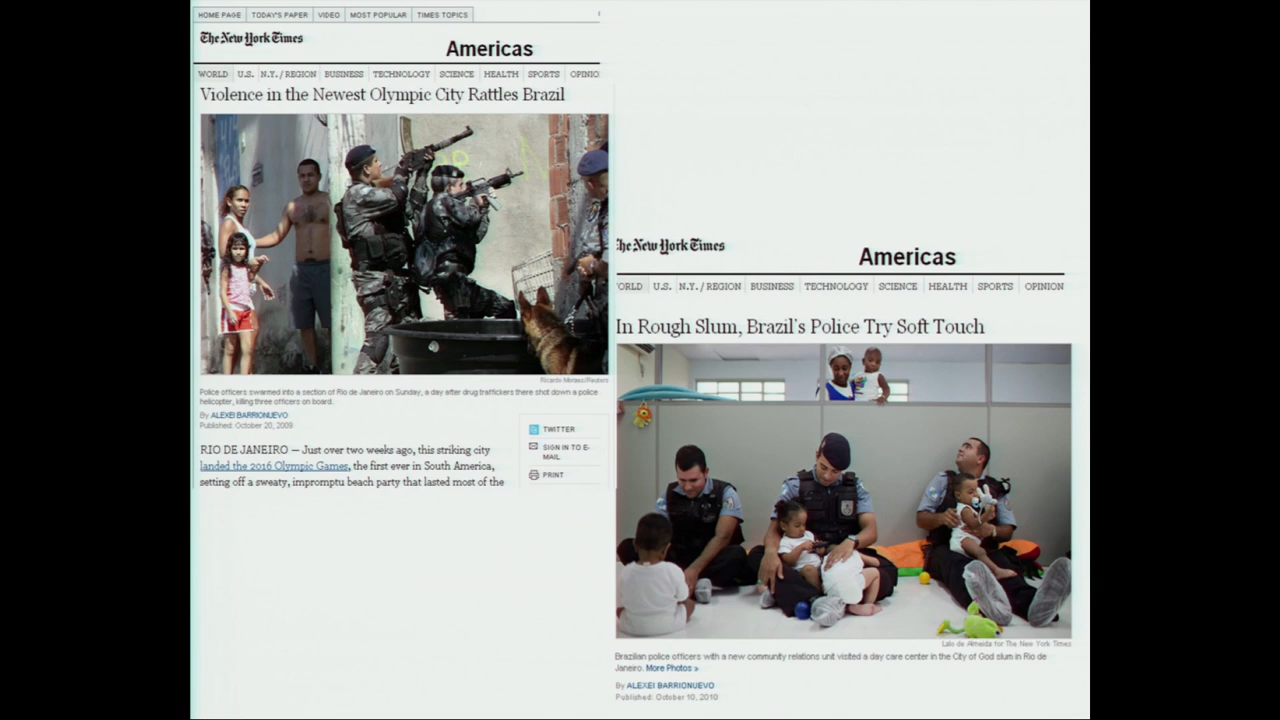 HOME PAGE TODAY'S PAPER VIDEO MOST POPULAR TIMES TOPICS
The New York Times
Americas
WORLD U.S. N.Y. / REGION BUSINESS TECHNOLOGY SCIENCE HEALTH SPORTS OPINIO
Violence in the Newest Olympic City Rattles Brazil
Ricardo Moraes/Reuters
Police officers swarmed into a section of Rio de Janeiro on Sunday, a day after drug traffickers there shot down a police
helicopter, killing three officers on board.
By ALEXEI BARRIONUEVO
Published: October 20, 2009
RIO DE JANEIRO — Just over two weeks ago, this striking city
landed the 2016 Olympic Games, the first ever in South America,
setting off a sweaty, impromptu beach party that lasted most of the
TWITTER
SIGN IN TO E-
MAIL
PRINT
The New York Times
Americas
ORLD U.S. N.Y. / REGION BUSINESS TECHNOLOGY SCIENCE HEALTH SPORTS OPINION
In Rough Slum, Brazil's Police Try Soft Touch
Lalo de Almeida for The New York Times
Brazilian police officers with a new community relations unit visited a day care center in the City of God slum in Rio de
Janeiro. More Photos »
By ALEXEI BARRIONUEVO
Published: October 10, 2010